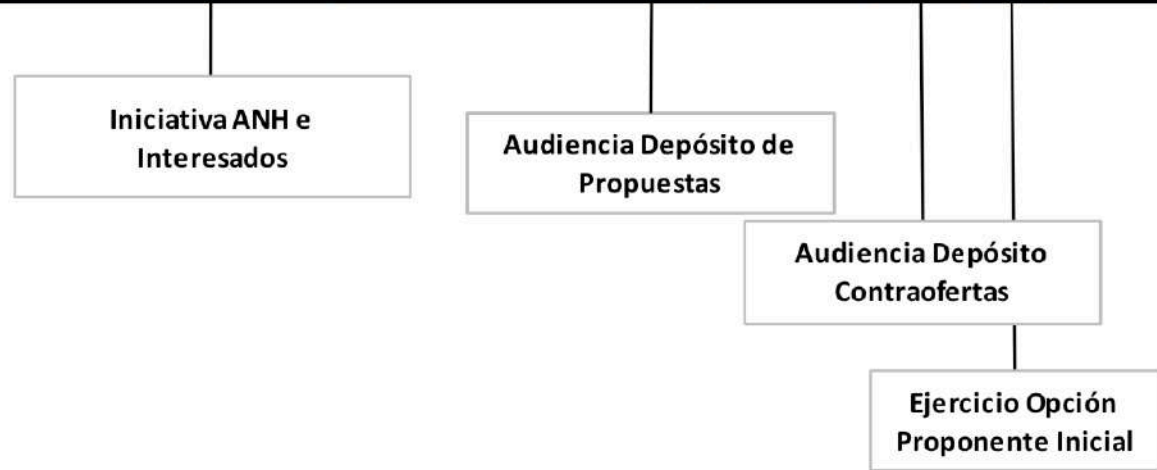 Iniciativa ANH e
Interesados
Audiencia Depósito de
Propuestas
Audiencia Depósito
Contraofertas
Ejercicio Opción
Proponente Inicial